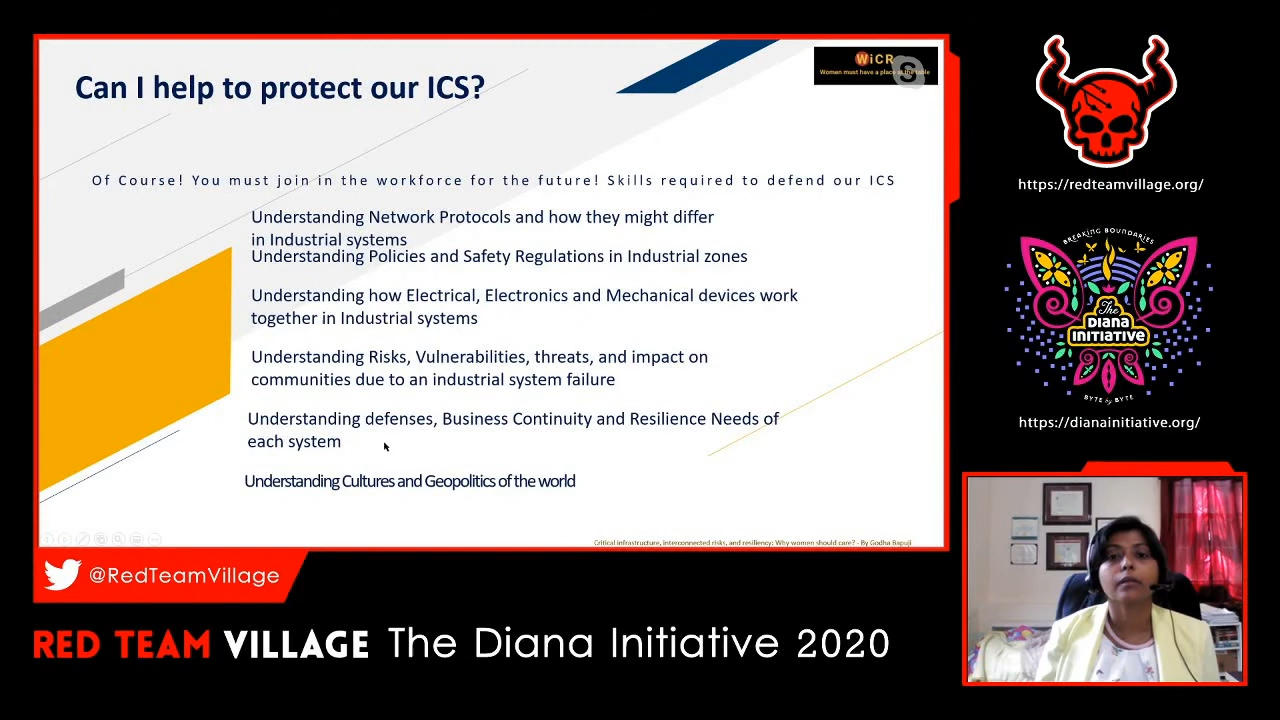 Can I help to protect our ICS?
WiCR
Women must have a place at the table
Of Course! You must join in the workforce for the future! Skills required to defend our ICS
Understanding Network Protocols and how they might differ
in Industrial systems
Understanding Policies and Safety Regulations in Industrial zones
Understanding how Electrical, Electronics and Mechanical devices work
together in Industrial systems
Understanding Risks, Vulnerabilities, threats, and impact on
communities due to an industrial system failure
Understanding defenses, Business Continuity and Resilience Needs of
each system
Understanding Cultures and Geopolitics of the world
Critical infrastructure, interconnected risks, and resiliency: Why women should care? - By Godha Bapuji
https://redteamvillage.org/
BREAKING BOUNDARIES
The
DIANA
INITIATIVE
BYTE by BYTE
https://dianainitiative.org/
@RedTeamVillage
RED TEAM VILLAGE The Diana Initiative 2020